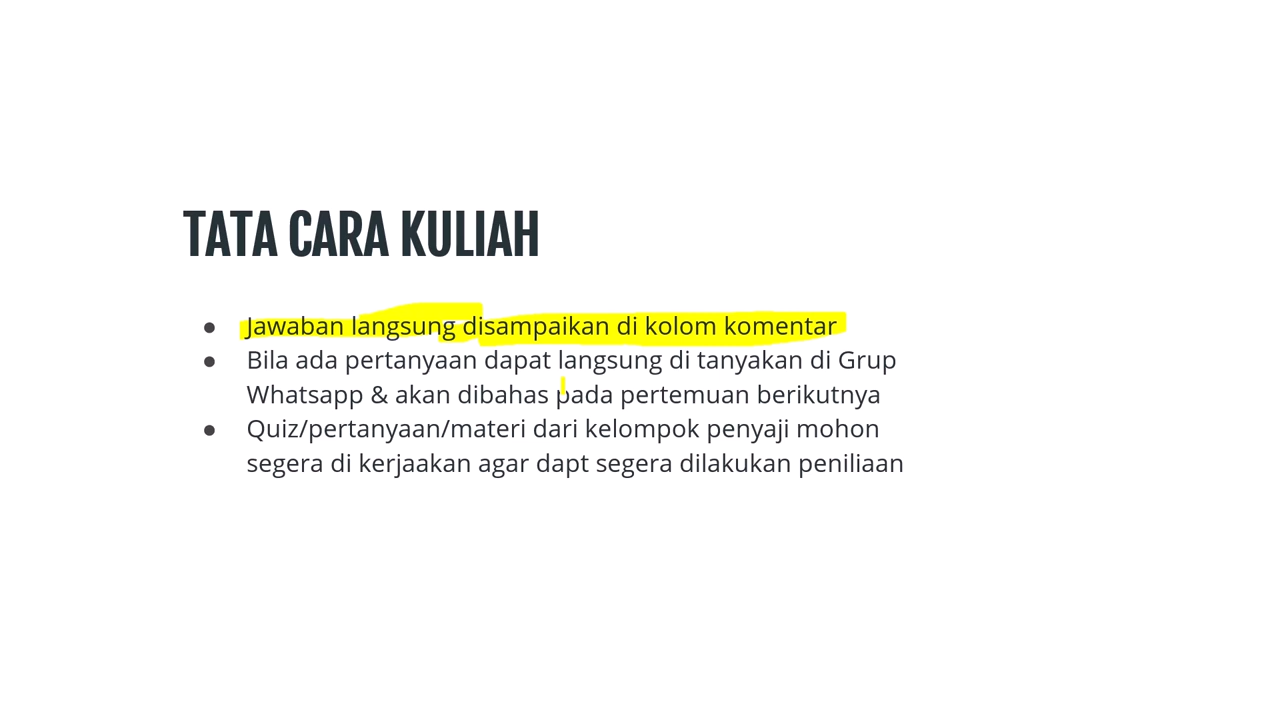 TATA CARA KULIAH
● Jawaban langsung disampaikan di kolom komentar
● Bila ada pertanyaan dapat langsung di tanyakan di Grup
Whatsapp & akan dibahas pada pertemuan berikutnya
● Quiz/pertanyaan/materi dari kelompok penyaji mohon
segera di kerjaakan agar dapt segera dilakukan peniliaan